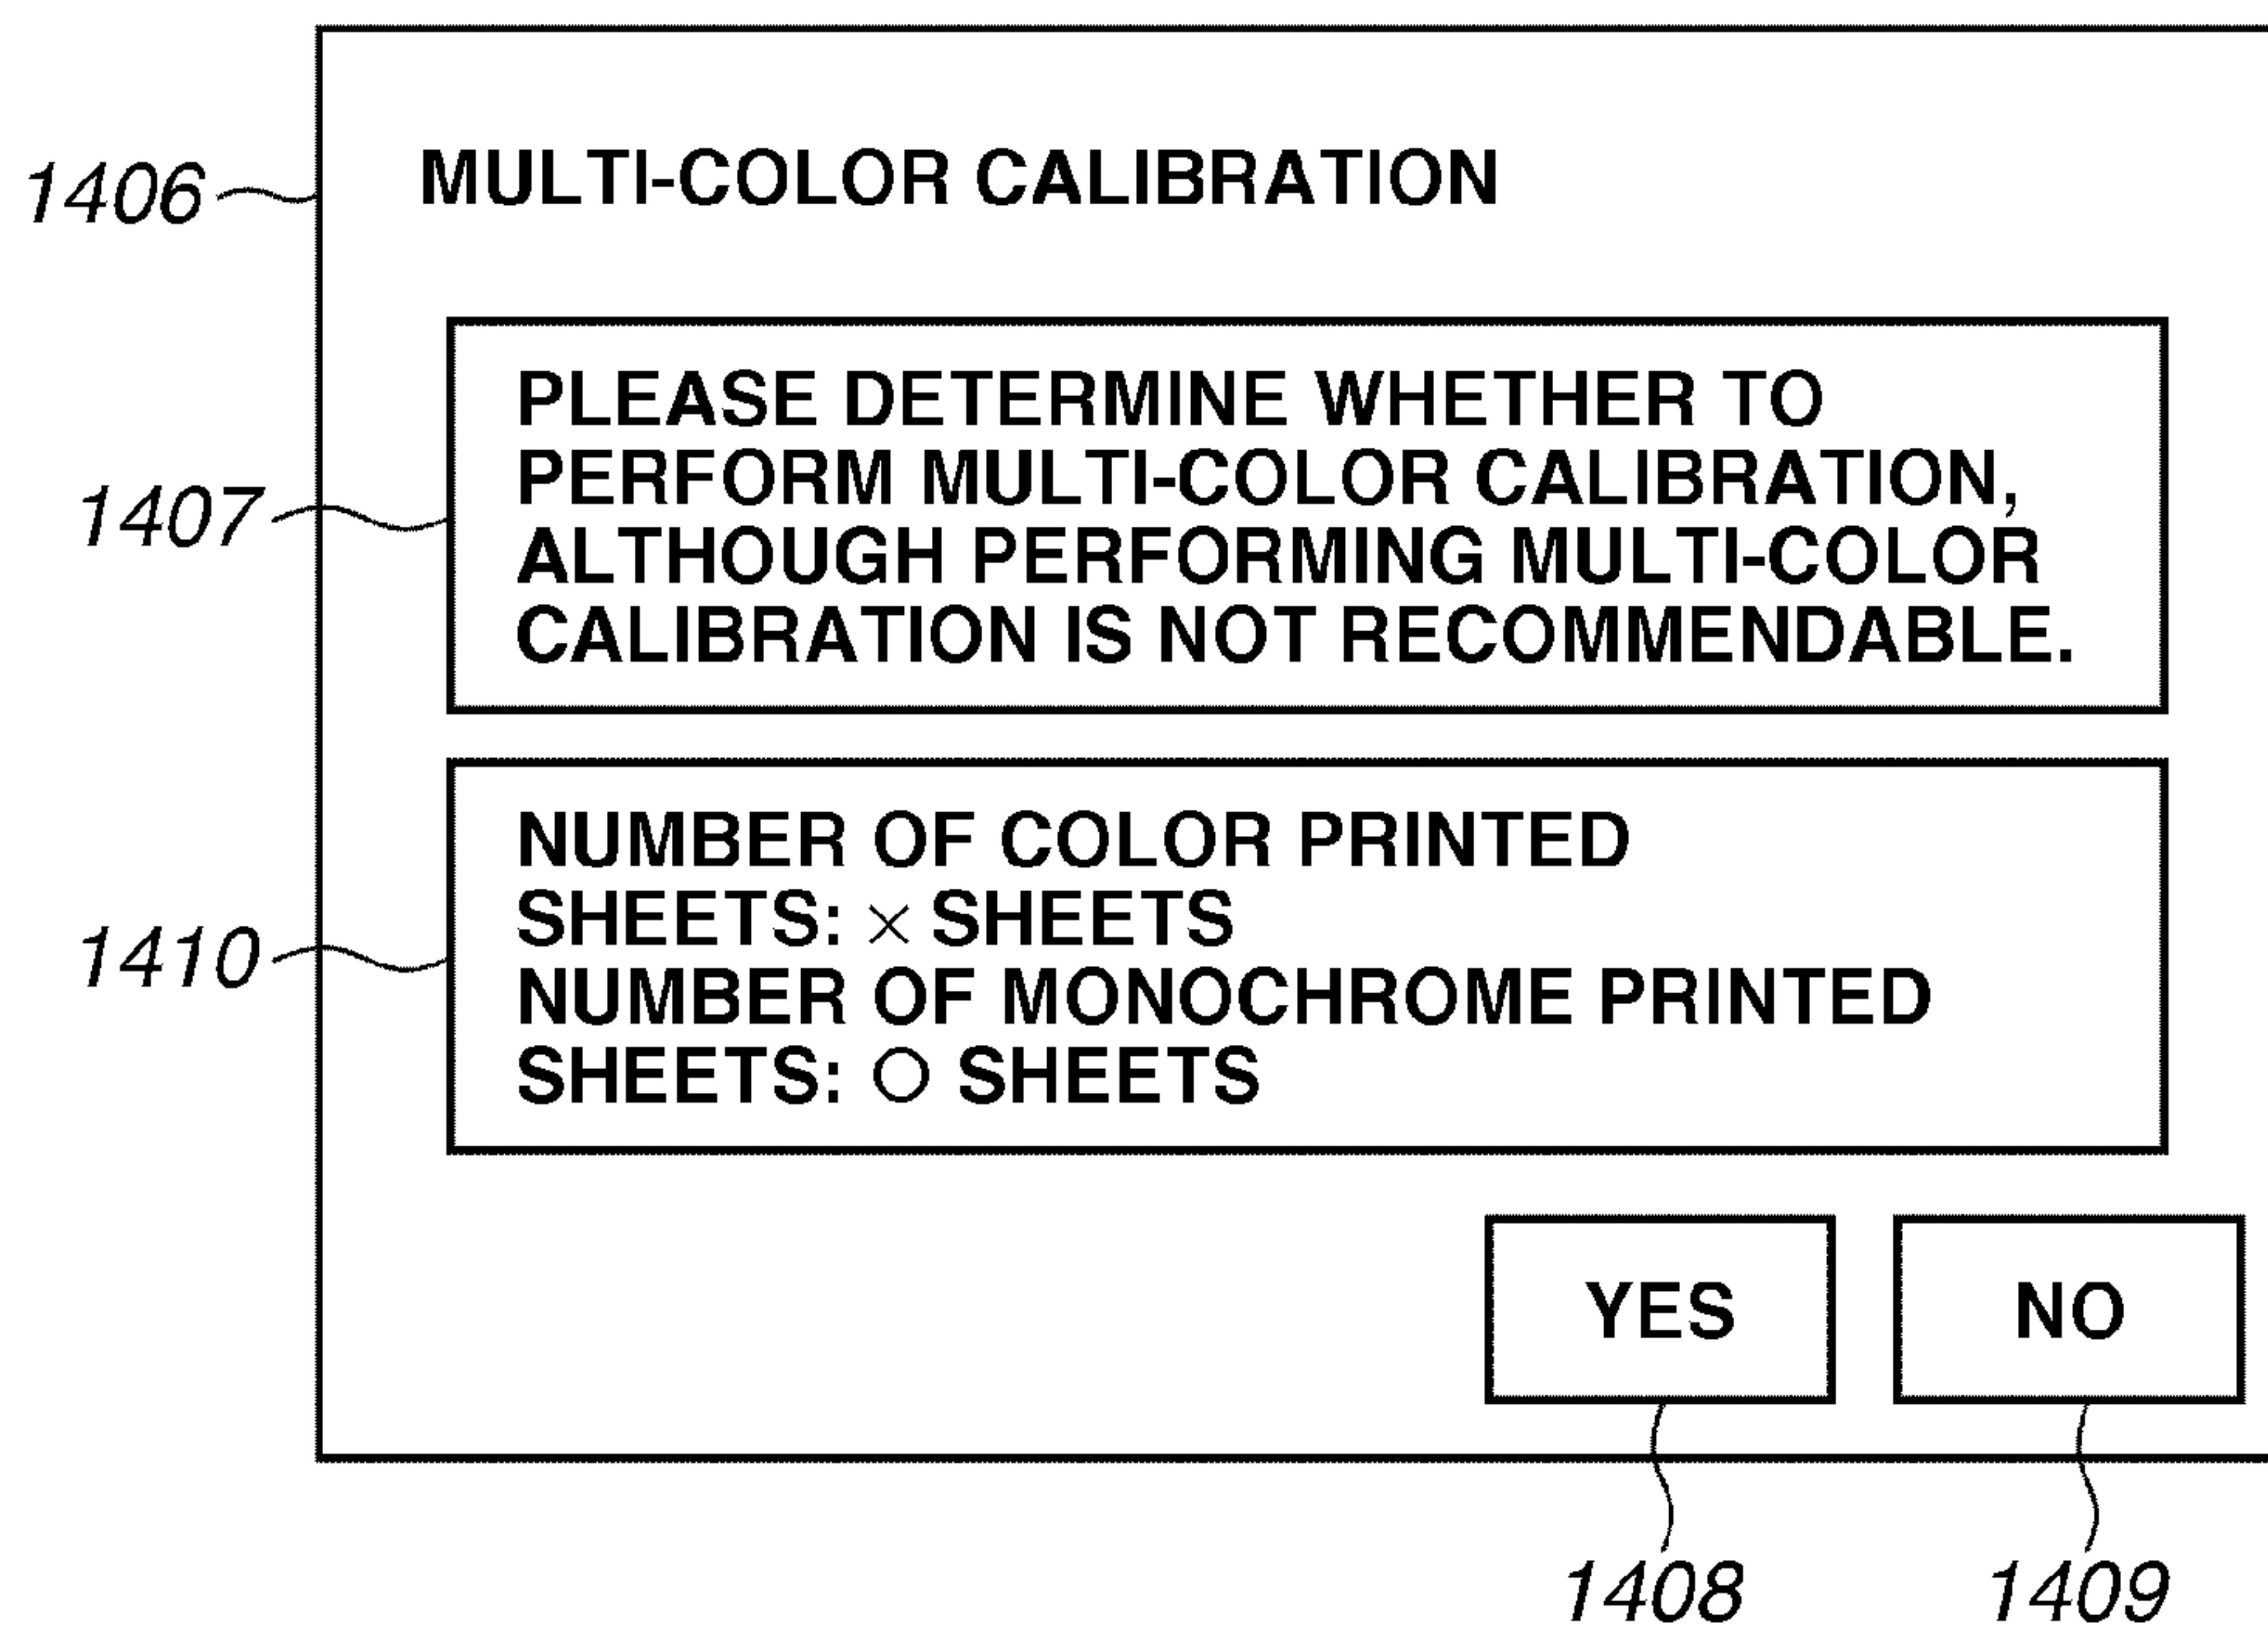 1406
MULTI-COLOR CALIBRATION
1407
PLEASE DETERMINE WHETHER TO
PERFORM MULTI-COLOR CALIBRATION,
ALTHOUGH PERFORMING MULTI-COLOR
CALIBRATION IS NOT RECOMMENDABLE.
1410
NUMBER OF COLOR PRINTED
SHEETS: × SHEETS
NUMBER OF MONOCHROME PRINTED
SHEETS: ○ SHEETS
YES NO
1408 1409